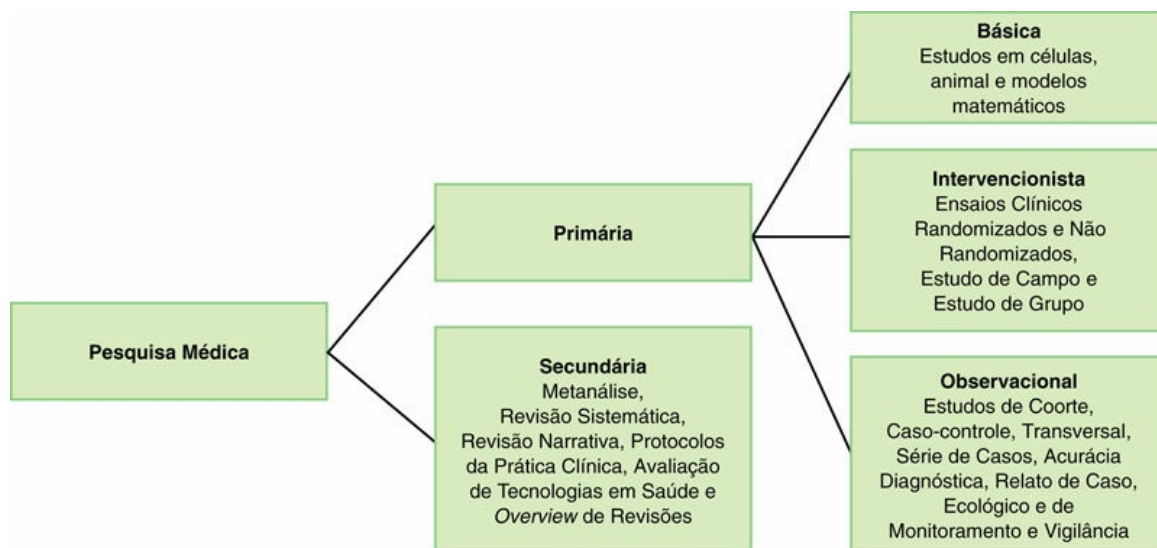 Pesquisa Médica
Primária
Secundária
Metanálise,
Revisão Sistemática,
Revisão Narrativa, Protocolos
da Prática Clínica, Avaliação
de Tecnologias em Saúde e
Overview de Revisões
Básica
Estudos em células,
animal e modelos
matemáticos
Intervencionista
Ensaios Clínicos
Randomizados e Não
Randomizados,
Estudo de Campo e
Estudo de Grupo
Observacional
Estudos de Coorte,
Caso-controle, Transversal,
Série de Casos, Acurácia
Diagnóstica, Relato de Caso,
Ecológico e de
Monitoramento e Vigilância